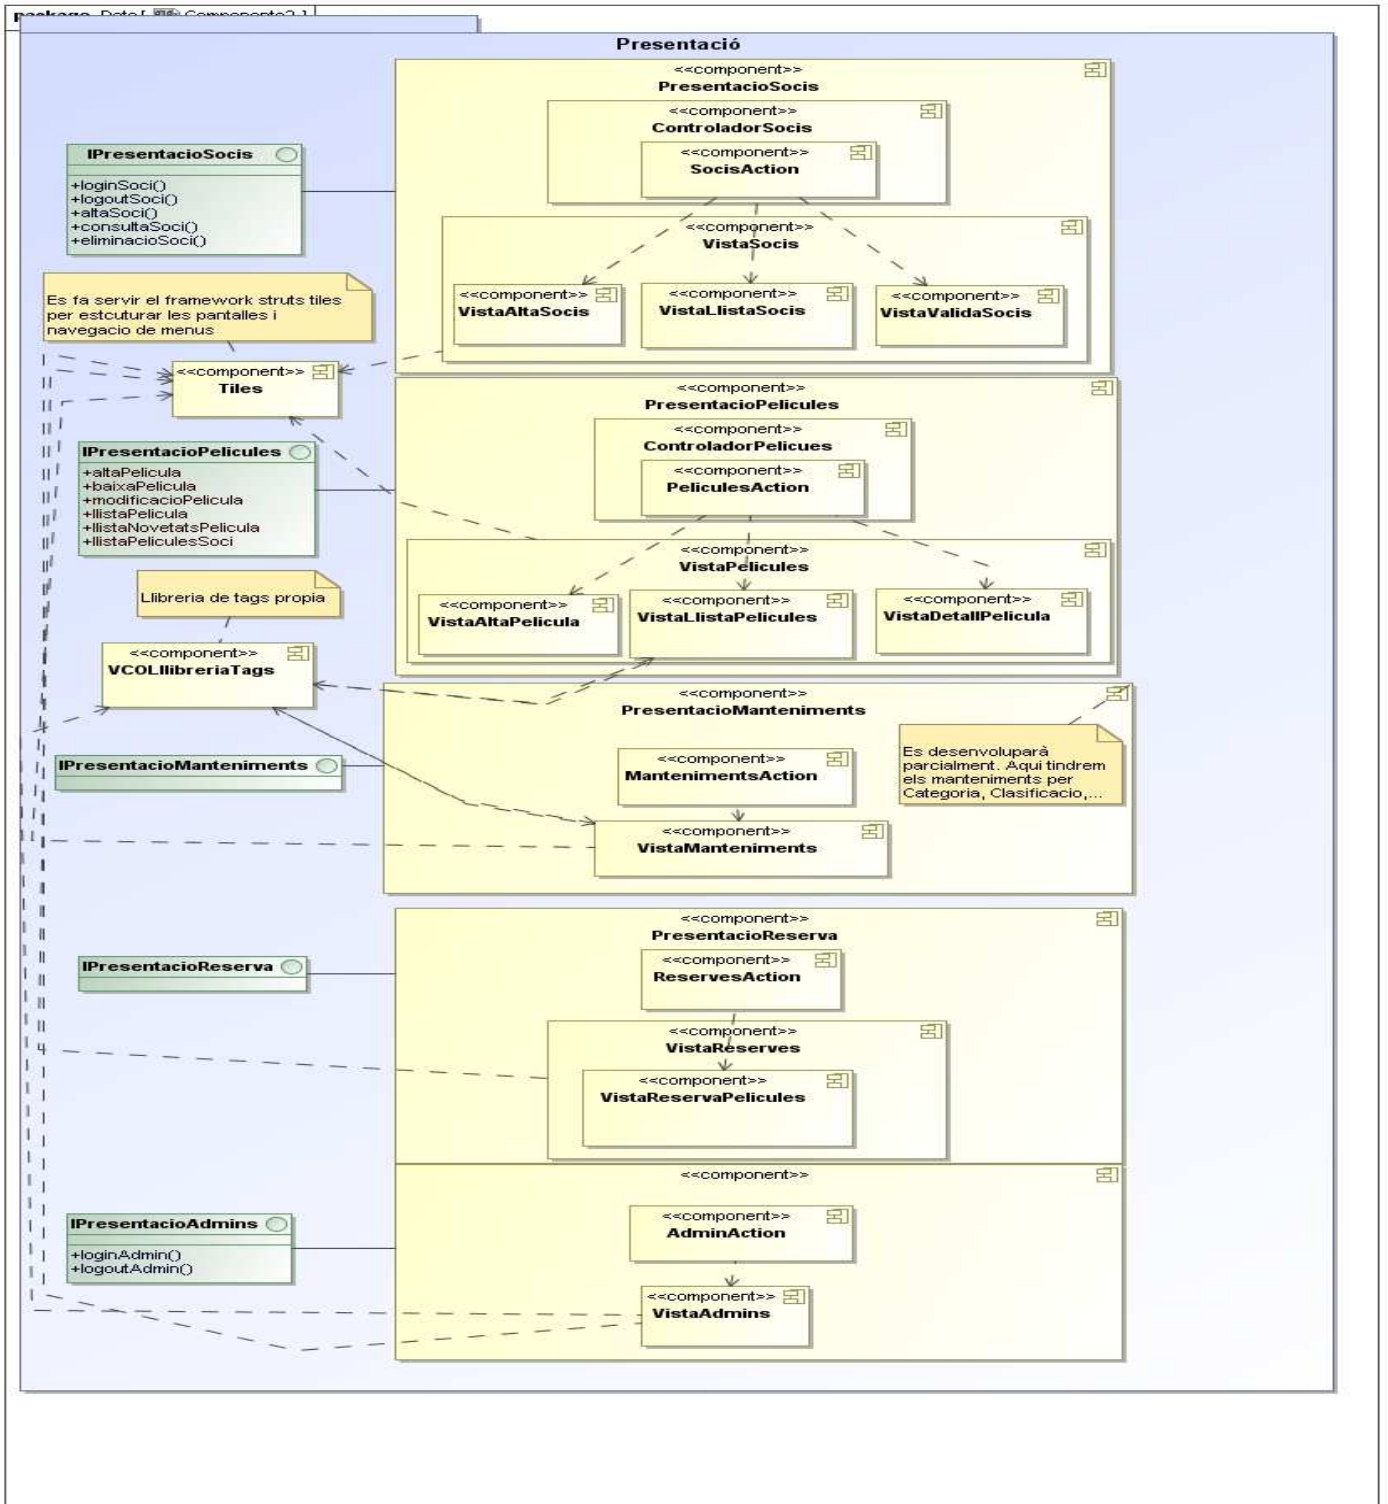 Presentació
<<component>>
PresentacioSocis
<<component>>
ControladorSocis
<<component>>
SocisAction
IPresentacioSocis
+loginSoci()
+logoutSoci()
+altaSoci()
+consultaSoci()
+eliminacioSoci()
<<component>>
VistaSocis
<<component>>
VistaAltaSocis
<<component>>
VistaLlistaSocis
<<component>>
VistaValidaSocis
Es fa servir el framework struts tiles
per estcuturar les pantalles i
navegacio de menus
<<component>>
Tiles
<<component>>
PresentacioPelicules
<<component>>
ControladorPelicues
<<component>>
PeliculesAction
IPresentacioPelicules
+altaPelicula
+baixaPelicula
+modificacioPelicula
+llistaPelicula
+llistaNovetatsPelicula
+llistaPeliculesSoci
<<component>>
VistaPelicules
<<component>>
VistaAltaPelicula
<<component>>
VistaLlistaPelicules
<<component>>
VistaDetallPelicula
Llibreria de tags propia
<<component>>
VCOLllibreriaTags
<<component>>
PresentacioManteniments
IPresentacioManteniments
<<component>>
MantenimentsAction
Es desenvoluparà
parcialment. Aqui tindrem
els manteniments per
Categoria, Clasificacio,...
<<component>>
VistaManteniments
<<component>>
PresentacioReserva
IPresentacioReserva
<<component>>
ReservesAction
<<component>>
VistaReserves
<<component>>
VistaReservaPelicules
<<component>>
IPresentacioAdmins
+loginAdmin()
+logoutAdmin()
<<component>>
AdminAction
<<component>>
VistaAdmins